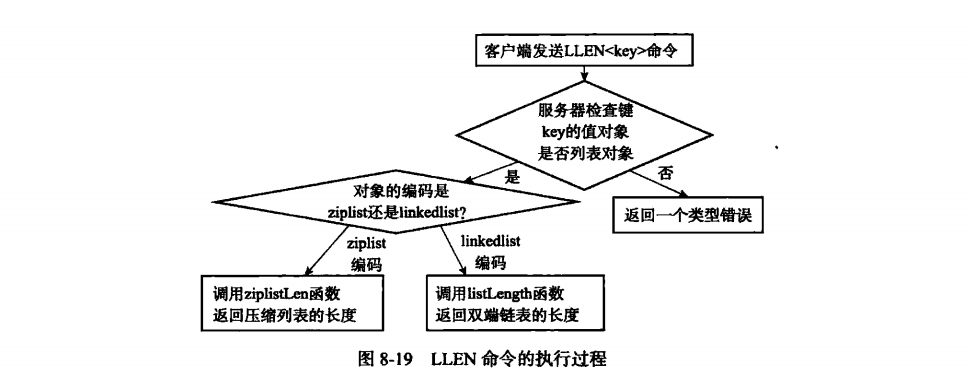 客户端发送LLEN<key>命令
服务器检查键
key的值对象
是否列表对象
是
否
对象的编码是
ziplist还是linkedlist?
返回一个类型错误
ziplist
编码
linkedlist
编码
调用ziplistLen函数
返回压缩列表的长度
调用listLength函数
返回双端链表的长度
图 8-19 LLEN 命令的执行过程